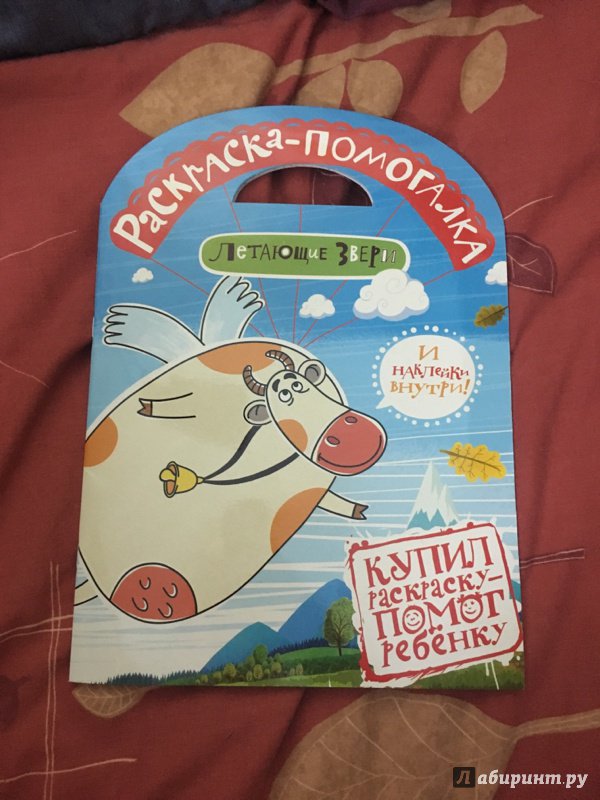 Раскраска-помогалка
Летающие звери
И
наклейки
внутри!
Купил
раскраску-
помог
ребёнку
Лабиринт.ру